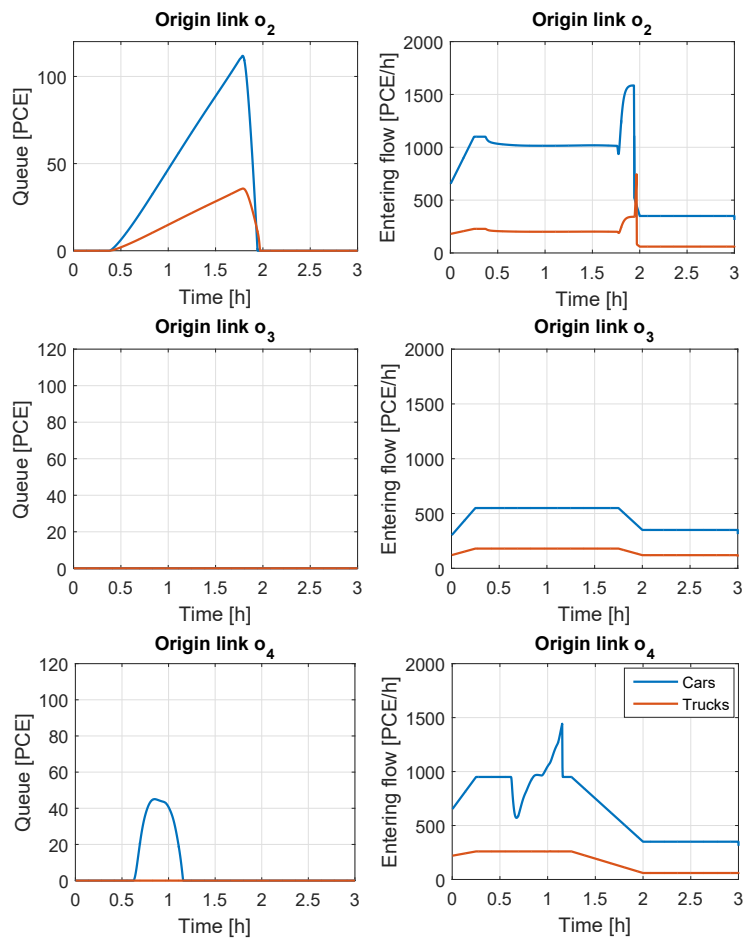 Origin link o2
Queue [PCE]
100
50
0
0 0.5 1 1.5 2 2.5 3
Time [h]
Origin link o2
Entering flow [PCE/h]
2000
1500
1000
500
0
0 0.5 1 1.5 2 2.5 3
Time [h]
Origin link o3
Queue [PCE]
120
100
80
60
40
20
0
0 0.5 1 1.5 2 2.5 3
Time [h]
Origin link o3
Entering flow [PCE/h]
2000
1500
1000
500
0
0 0.5 1 1.5 2 2.5 3
Time [h]
Origin link o4
Queue [PCE]
120
100
80
60
40
20
0
0 0.5 1 1.5 2 2.5 3
Time [h]
Origin link o4
Entering flow [PCE/h]
2000
1500
1000
500
0
0 0.5 1 1.5 2 2.5 3
Time [h]
Cars
Trucks